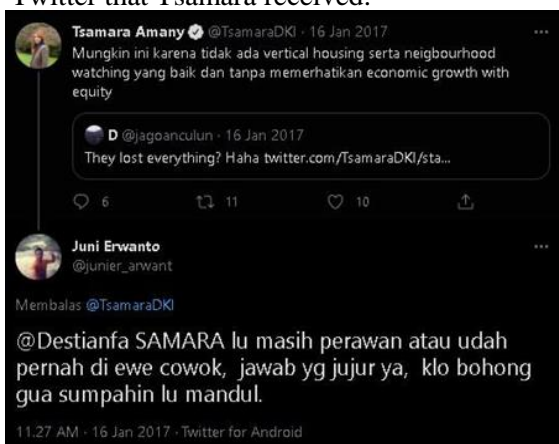 Twitter that Tsamara received.
Tsamara Amany @TsamaraDKI · 16 Jan 2017
Mungkin ini karena tidak ada vertical housing serta neigbourhood
watching yang baik dan tanpa memerhatikan economic growth with
equity
D @jagoanculun · 16 Jan 2017
They lost everything? Haha twitter.com/TsamaraDKI/sta...
6 11 10
Juni Erwanto
@junier_arwant
Membalas @TsamaraDKI
@Destianfa SAMARA lu masih perawan atau udah
pernah di ewe cowok, jawab yg jujur ya, klo bohong
gua sumpahin lu mandul.
11.27 AM · 16 Jan 2017 · Twitter for Android